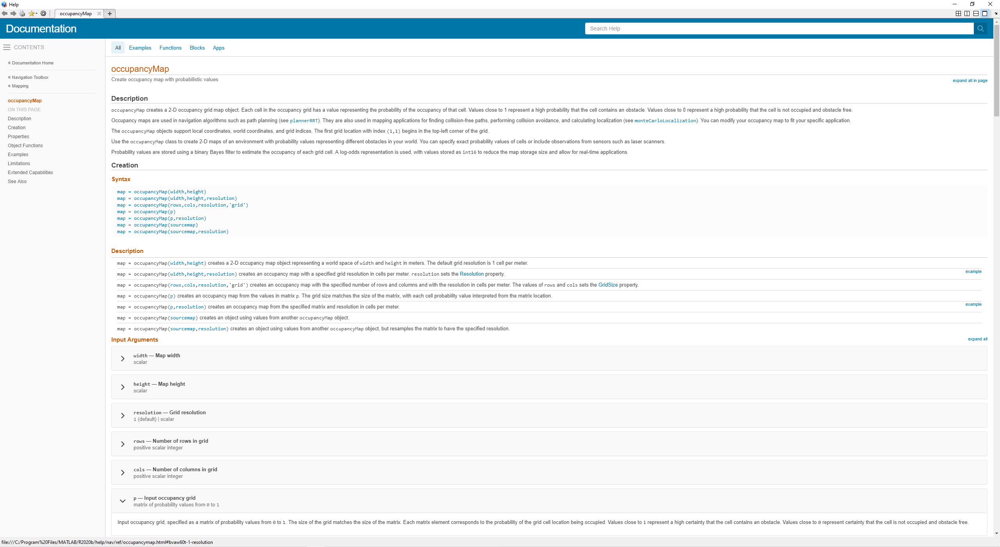 Help
occupancyMap
Documentation
Search Help
CONTENTS
« Documentation Home
« Navigation Toolbox
« Mapping
occupancyMap
ON THIS PAGE
Description
Creation
Properties
Object Functions
Examples
Limitations
Extended Capabilities
See Also
All Examples Functions Blocks Apps
occupancyMap
Create occupancy map with probabilistic values
expand all in page
Description
occupancyMap creates a 2-D occupancy grid map object. Each cell in the occupancy grid has a value representing the probability of the occupancy of that cell. Values close to 1 represent a high probability that the cell contains an obstacle. Values close to 0 represent a high probability that the cell is not occupied and obstacle free.
Occupancy maps are used in navigation algorithms such as path planning (see plannerRRT). They are also used in mapping applications for finding collision-free paths, performing collision avoidance, and calculating localization (see monteCarloLocalization). You can modify your occupancy map to fit your specific application.
The occupancyMap objects support local coordinates, world coordinates, and grid indices. The first grid location with index (1,1) begins in the top-left corner of the grid.
Use the occupancyMap class to create 2-D maps of an environment with probability values representing different obstacles in your world. You can specify exact probability values of cells or include observations from sensors such as laser scanners.
Probability values are stored using a binary Bayes filter to estimate the occupancy of each grid cell. A log-odds representation is used, with values stored as int16 to reduce the map storage size and allow for real-time applications.
Creation
Syntax
map = occupancyMap(width,height)
map = occupancyMap(width,height,resolution)
map = occupancyMap(rows,cols,resolution,'grid')
map = occupancyMap(p)
map = occupancyMap(p,resolution)
map = occupancyMap(sourcemap)
map = occupancyMap(sourcemap,resolution)
Description
map = occupancyMap(width,height) creates a 2-D occupancy map object representing a world space of width and height in meters. The default grid resolution is 1 cell per meter.
map = occupancyMap(width,height,resolution) creates an occupancy map with a specified grid resolution in cells per meter. resolution sets the Resolution property.
example
map = occupancyMap(rows,cols,resolution,'grid') creates an occupancy map with the specified number of rows and columns and with the resolution in cells per meter. The values of rows and cols sets the GridSize property.
map = occupancyMap(p) creates an occupancy map from the values in matrix p. The grid size matches the size of the matrix, with each cell probability value interpreted from the matrix location.
map = occupancyMap(p,resolution) creates an occupancy map from the specified matrix and resolution in cells per meter.
example
map = occupancyMap(sourcemap) creates an object using values from another occupancyMap object.
map = occupancyMap(sourcemap,resolution) creates an object using values from another occupancyMap object, but resamples the matrix to have the specified resolution.
Input Arguments
expand all
width — Map width
scalar
height — Map height
scalar
resolution — Grid resolution
1 (default) | scalar
rows — Number of rows in grid
positive scalar integer
cols — Number of columns in grid
positive scalar integer
p — Input occupancy grid
matrix of probability values from 0 to 1
Input occupancy grid, specified as a matrix of probability values from 0 to 1. The size of the grid matches the size of the matrix. Each matrix element corresponds to the probability of the grid cell location being occupied. Values close to 1 represent a high certainty that the cell contains an obstacle. Values close to 0 represent certainty that the cell is not occupied and obstacle free.
file:///C:/Program%20Files/MATLAB/R2020b/help/nav/ref/occupancymap.html#bvaw60t-1-resolution